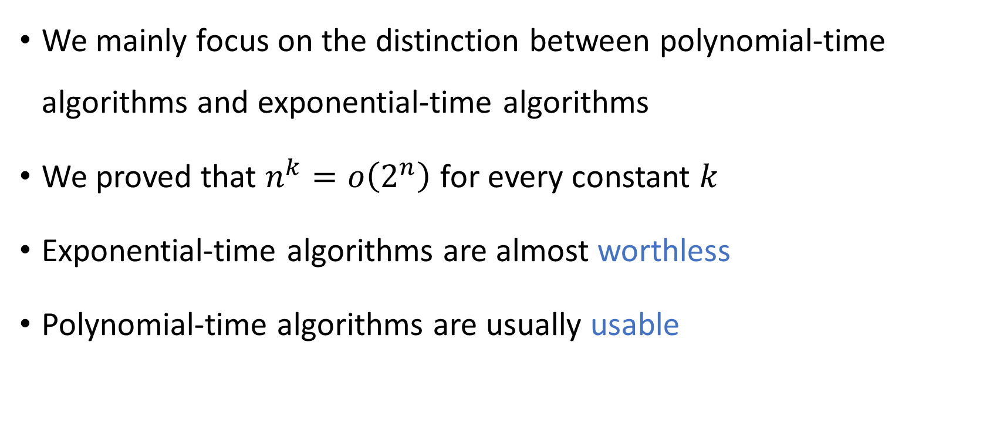 • We mainly focus on the distinction between polynomial-time
algorithms and exponential-time algorithms
• We proved that $n^k = o(2^n)$ for every constant $k$
• Exponential-time algorithms are almost worthless
• Polynomial-time algorithms are usually usable